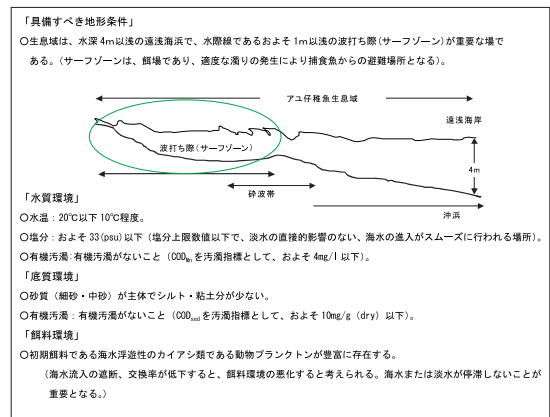 「具備すべき地形条件」
○生息域は、水深 4m以浅の遠浅海浜で、水際線であるおよそ 1m以浅の波打ち際(サーフゾーン)が重要な場で
ある。(サーフゾーンは、餌場であり、適度な濁りの発生により捕食魚からの避難場所となる)。
アユ仔稚魚生息域
遠浅海岸
波打ち際(サーフゾーン)
4m
砕波帯
沖浜
「水質環境」
○水温：20℃以下 10℃程度。
○塩分：およそ 33(psu)以下（塩分上限数値以下で、淡水の直接的影響のない、海水の進入がスムーズに行われる場所)。
○有機汚濁：有機汚濁がないこと（CODMnを汚濁指標として、およそ 4mg/l 以下)。
「底質環境」
○砂質（細砂・中砂）が主体でシルト・粘土分が少ない。
○有機汚濁：有機汚濁がないこと（CODsedを汚濁指標として、およそ 10mg/g（dry）以下)。
「餌料環境」
○初期餌料である海水浮遊性のカイアシ類である動物プランクトンが豊富に存在する。
（海水流入の遮断、交換率が低下すると、餌料環境の悪化すると考えられる。海水または淡水が停滞しないことが
重要となる。）